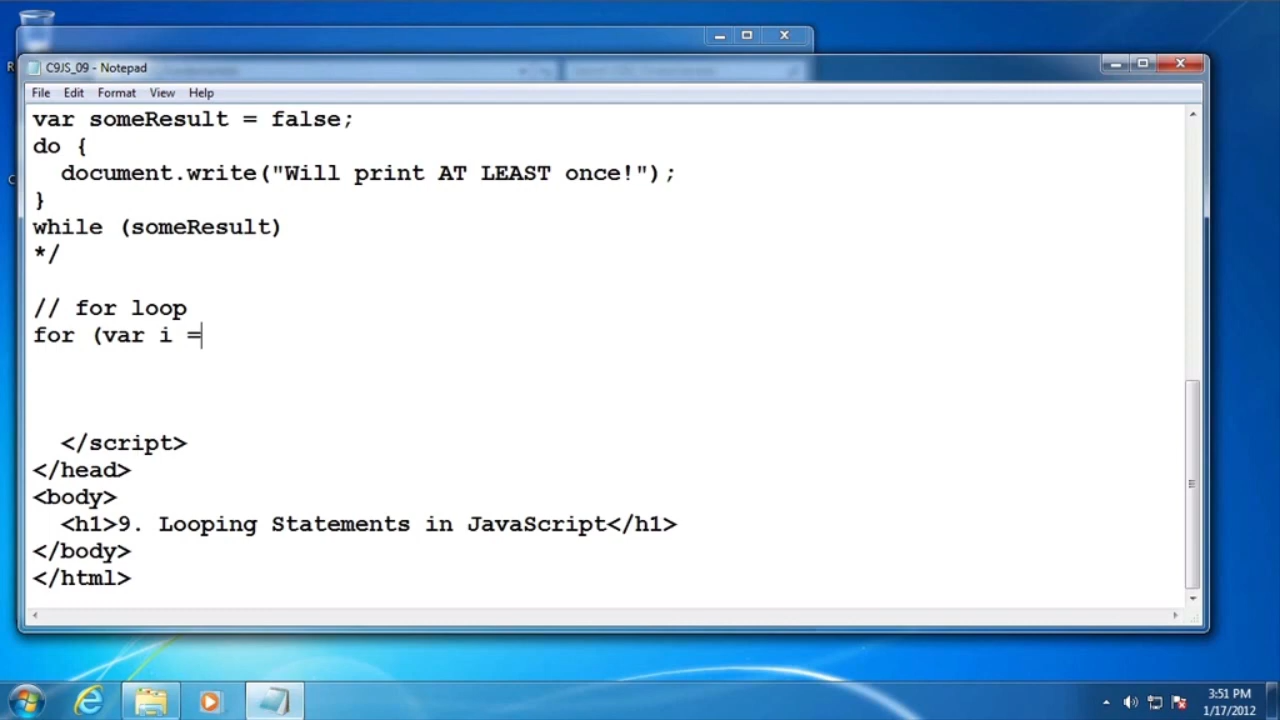 C9JS_09 - Notepad
File Edit Format View Help
var someResult = false;
do {
  document.write("Will print AT LEAST once!");
}
while (someResult)
*/
// for loop
for (var i =
  </script>
</head>
<body>
  <h1>9. Looping Statements in JavaScript</h1>
</body>
</html>
3:51 PM
1/17/2012